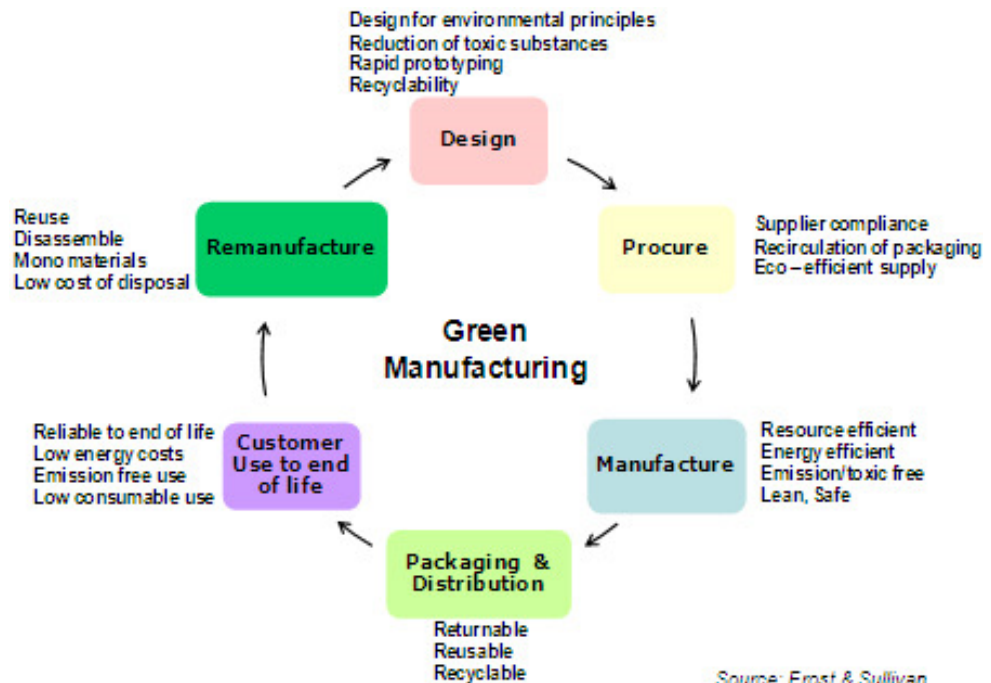 Design for environmental principles
Reduction of toxic substances
Rapid prototyping
Recyclability
Design
Procure
Supplier compliance
Recirculation of packaging
Eco – efficient supply
Manufacture
Resource efficient
Energy efficient
Emission/toxic free
Lean, Safe
Packaging &
Distribution
Returnable
Reusable
Recyclable
Customer
Use to end
of life
Reliable to end of life
Low energy costs
Emission free use
Low consumable use
Remanufacture
Reuse
Disassemble
Mono materials
Low cost of disposal
Green
Manufacturing
Source: Frost & Sullivan